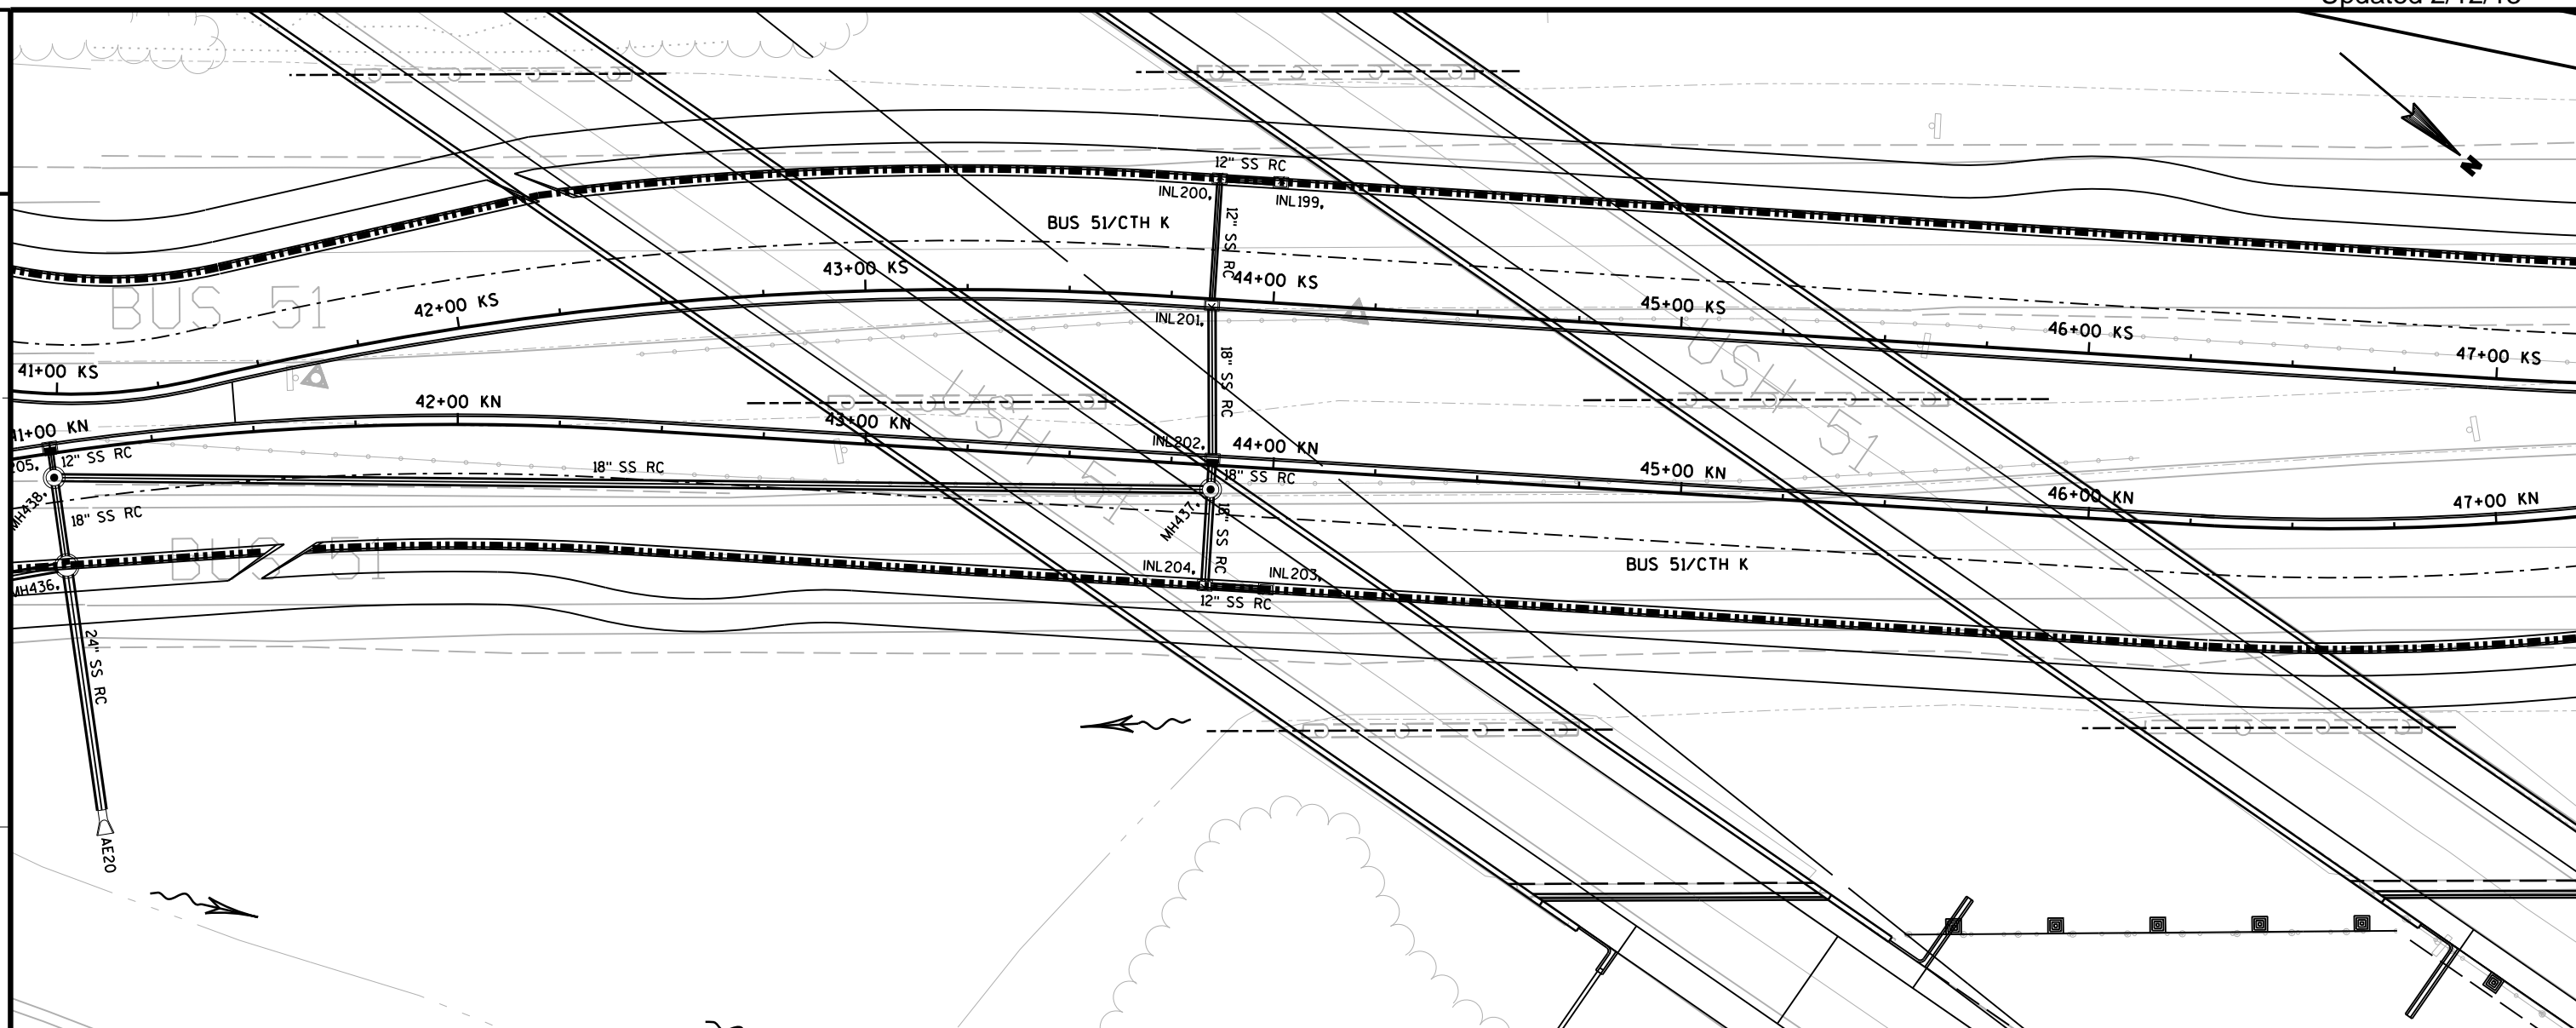 12" SS RC
INL200,
INL199,
BUS 51/CTH K
12" SS RC
43+00 KS
44+00 KS
BUS 51
42+00 KS
INL201,
45+00 KS
46+00 KS
47+00 KS
41+00 KS
18" SS RC
USH 51
USH 51
42+00 KN
43+00 KN
INL202,
44+00 KN
12" SS RC
18" SS RC
18" SS RC
45+00 KN
46+00 KN
47+00 KN
MH438,
18" SS RC
MH437,
18" SS RC
BUS 51
INL204,
INL203,
BUS 51/CTH K
MH436,
12" SS RC
24" SS RC
AE20
N